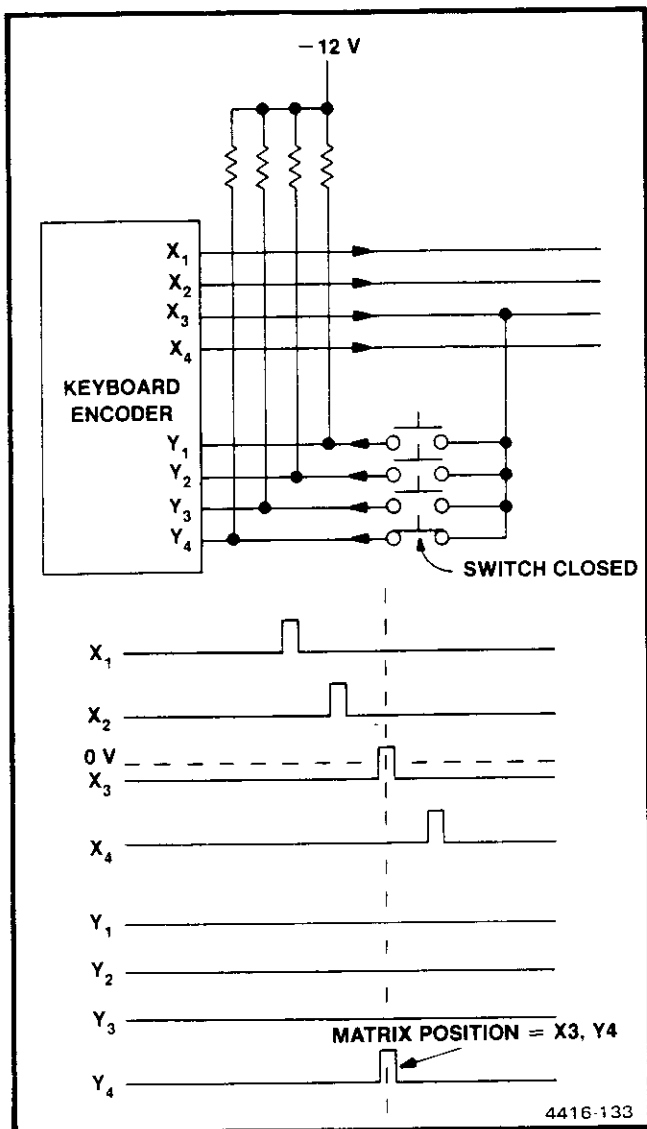 −12 V
X₁
X₂
X₃
X₄
KEYBOARD
ENCODER
Y₁
Y₂
Y₃
Y₄
SWITCH CLOSED
X₁
X₂
0 V
X₃
X₄
Y₁
Y₂
Y₃
MATRIX POSITION = X3, Y4
Y₄
4416-133